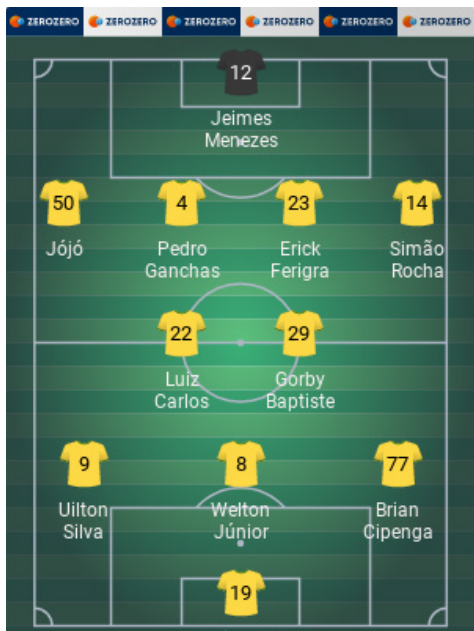 ZEROZERO ZEROZERO ZEROZERO ZEROZERO ZEROZERO ZEROZERO
12
Jeimes
Menezes
50 4 23 14
Jójó Pedro Erick Simão
Ganchas Ferigra Rocha
22 29
Luiz Gorby
Carlos Baptiste
9 8 77
Uilton Welton Brian
Silva Júnior Cipenga
19